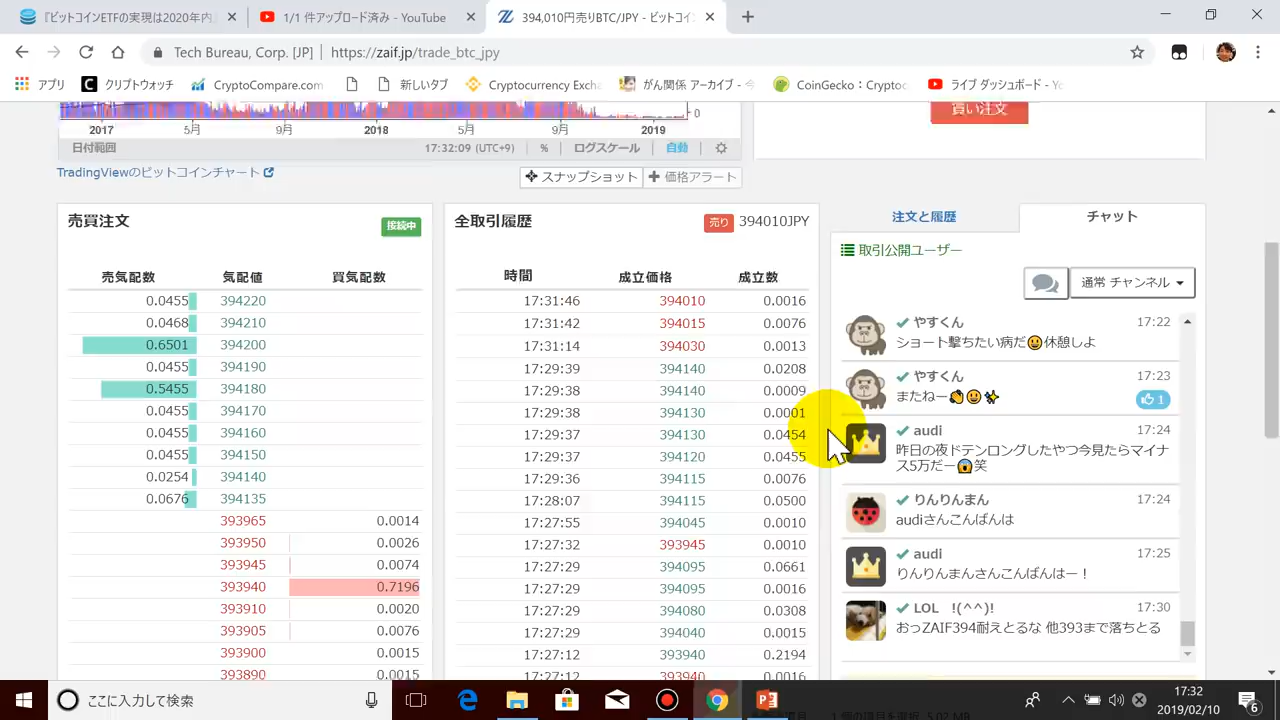 『ビットコインETFの実現は2020年内
1/1 件アップロード済み - YouTube
394,010円売りBTC/JPY - ビットコイン
Tech Bureau, Corp. [JP] | https://zaif.jp/trade_btc_jpy
アプリ クリプトウォッチ CryptoCompare.com 新しいタブ Cryptocurrency Excha がん関係 アーカイブ - 今 CoinGecko：Cryptoc ライブ ダッシュボード - Yo
0
買い注文
2017 5月 9月 2018 5月 9月 2019
日付範囲 17:32:09 (UTC+9) % ログスケール 自動
TradingViewのビットコインチャート
スナップショット 価格アラート
売買注文 接続中
売気配数 気配値 買気配数
0.0455 394220
0.0468 394210
0.6501 394200
0.0455 394190
0.5455 394180
0.0455 394170
0.0455 394160
0.0455 394150
0.0254 394140
0.0676 394135
393965 0.0014
393950 0.0026
393945 0.0074
393940 0.7196
393910 0.0020
393905 0.0076
393900 0.0015
393890 0.0015
全取引履歴 売り 394010JPY
時間 成立価格 成立数
17:31:46 394010 0.0016
17:31:42 394015 0.0076
17:31:14 394030 0.0013
17:29:39 394140 0.0208
17:29:38 394140 0.0009
17:29:38 394130 0.0001
17:29:37 394130 0.0454
17:29:37 394120 0.0455
17:29:36 394115 0.0076
17:28:07 394115 0.0500
17:27:55 394045 0.0010
17:27:32 393945 0.0010
17:27:29 394095 0.0661
17:27:29 394095 0.0016
17:27:29 394080 0.0308
17:27:29 394040 0.0015
17:27:12 393940 0.2194
17:27:12 393940 0.0010
注文と履歴 チャット
取引公開ユーザー
通常 チャンネル
やすくん 17:22
ショート撃ちたい病だ😃休憩しよ
やすくん 17:23
またねー👏😃✨
1
audi 17:24
昨日の夜ドテンロングしたやつ今見たらマイナ
ス5万だー😱笑
りんりんまん 17:24
audiさんこんばんは
audi 17:25
りんりんまんさんこんばんはー！
LOL !(^^)! 17:30
おっZAIF394耐えとるな 他393まで落ちとる
ここに入力して検索
17:32
2019/02/10
6